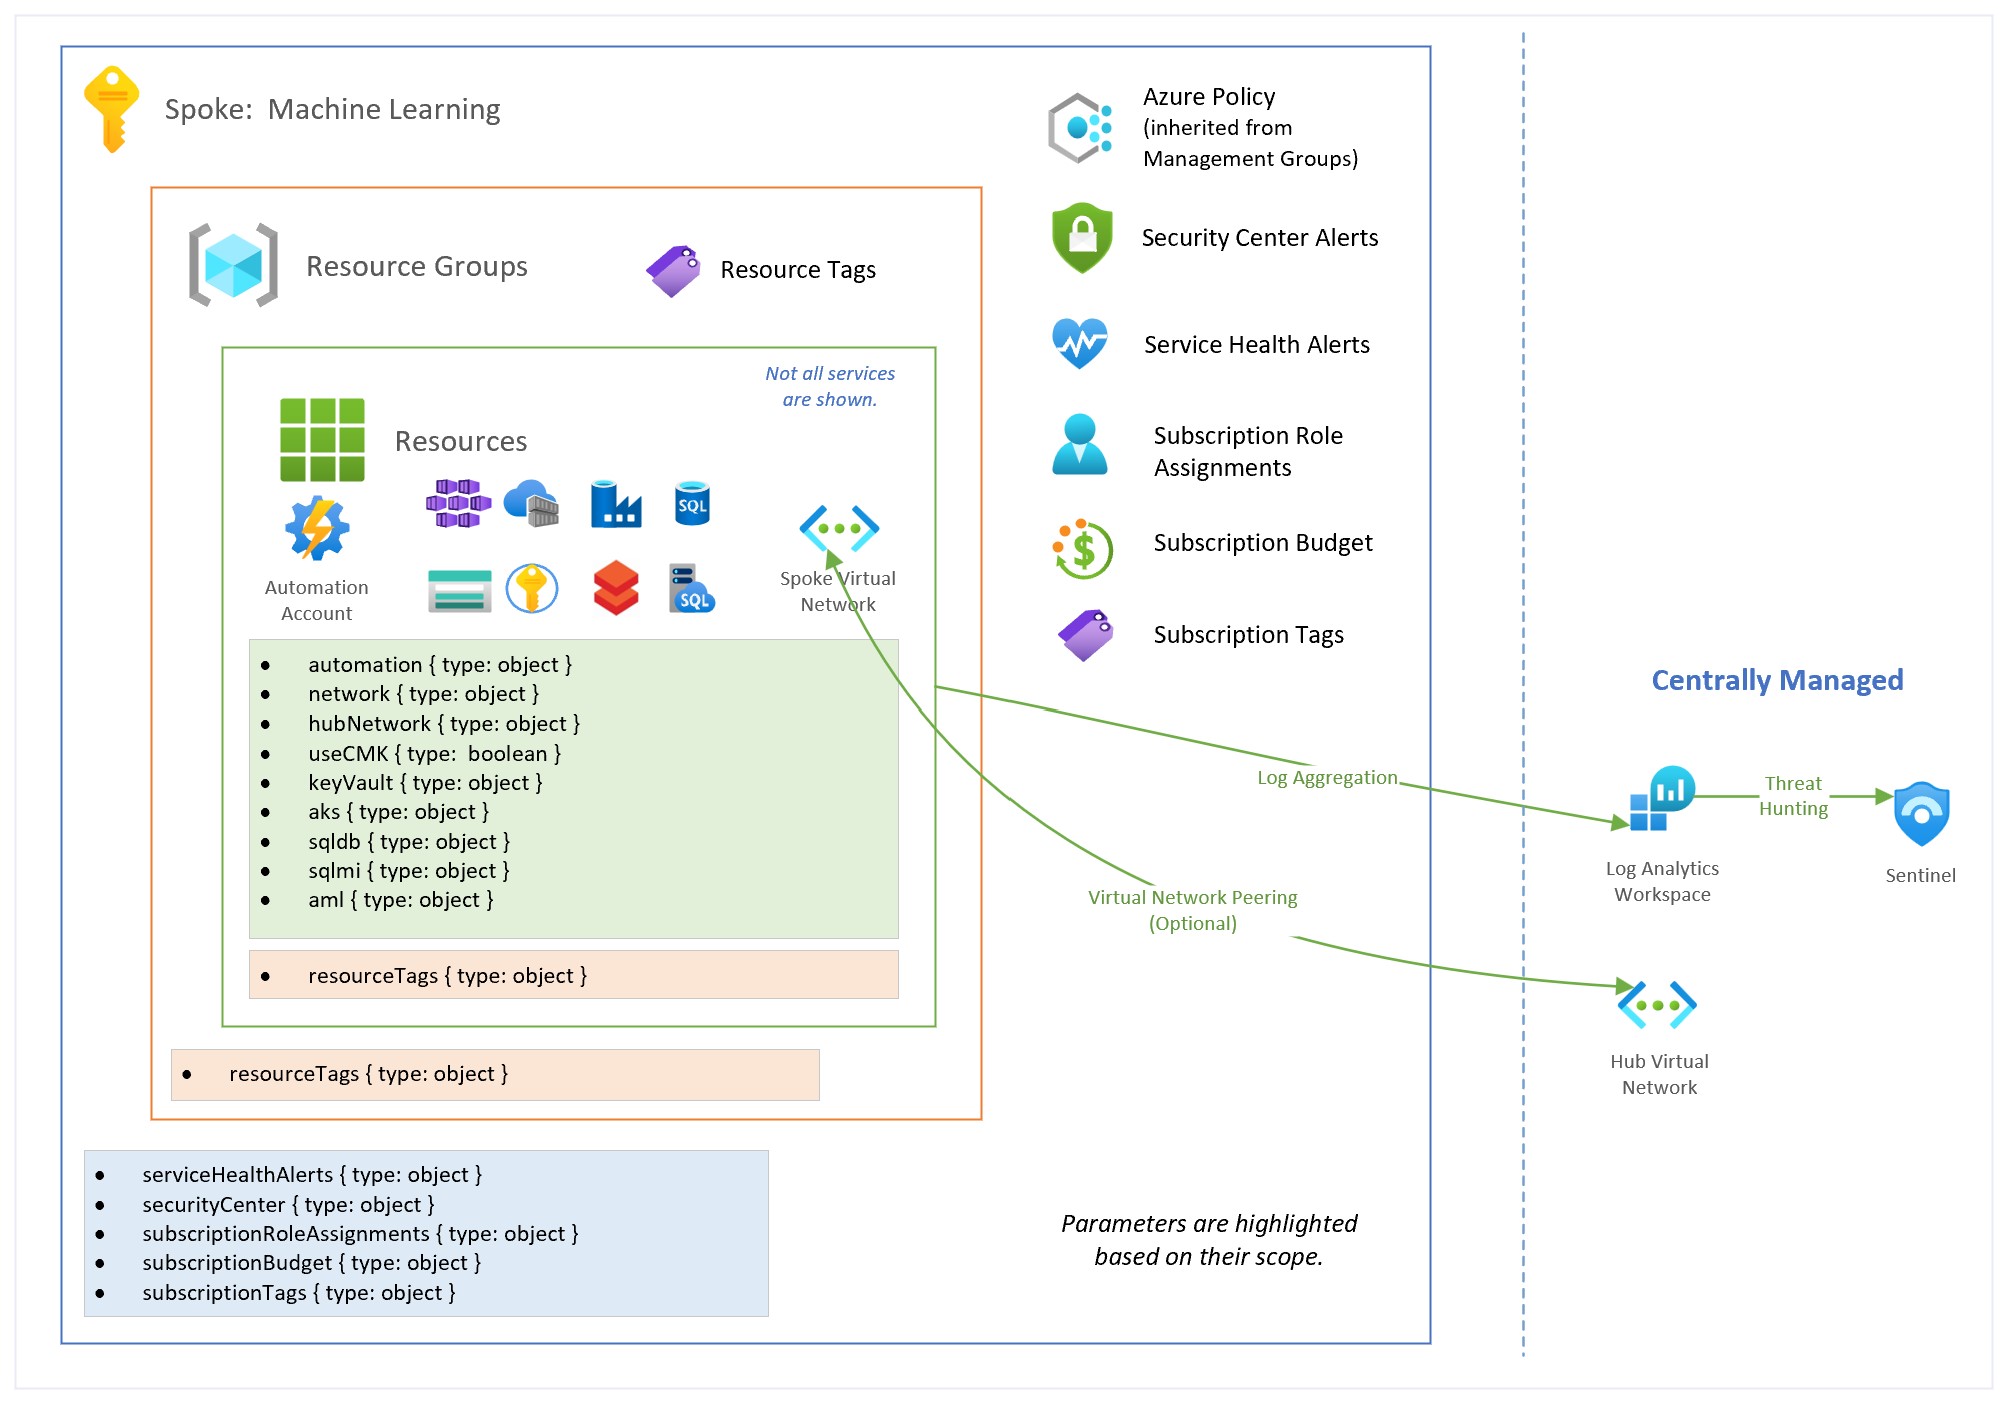 Spoke:  Machine Learning
Azure Policy
(inherited from
Management Groups)
Security Center Alerts
Resource Groups
Resource Tags
Service Health Alerts
Not all services
are shown.
Resources
Subscription Role
Assignments
SQL
Subscription Budget
Automation
Account
SQL
Spoke Virtual
Network
Subscription Tags
● automation { type: object }
● network { type: object }
● hubNetwork { type: object }
● useCMK { type:  boolean }
● keyVault { type: object }
● aks { type: object }
● sqldb { type: object }
● sqlmi { type: object }
● aml { type: object }
● resourceTags { type: object }
● resourceTags { type: object }
● serviceHealthAlerts { type: object }
● securityCenter { type: object }
● subscriptionRoleAssignments { type: object }
● subscriptionBudget { type: object }
● subscriptionTags { type: object }
Parameters are highlighted
based on their scope.
Log Aggregation
Virtual Network Peering
(Optional)
Centrally Managed
Threat
Hunting
Log Analytics
Workspace
Sentinel
Hub Virtual
Network